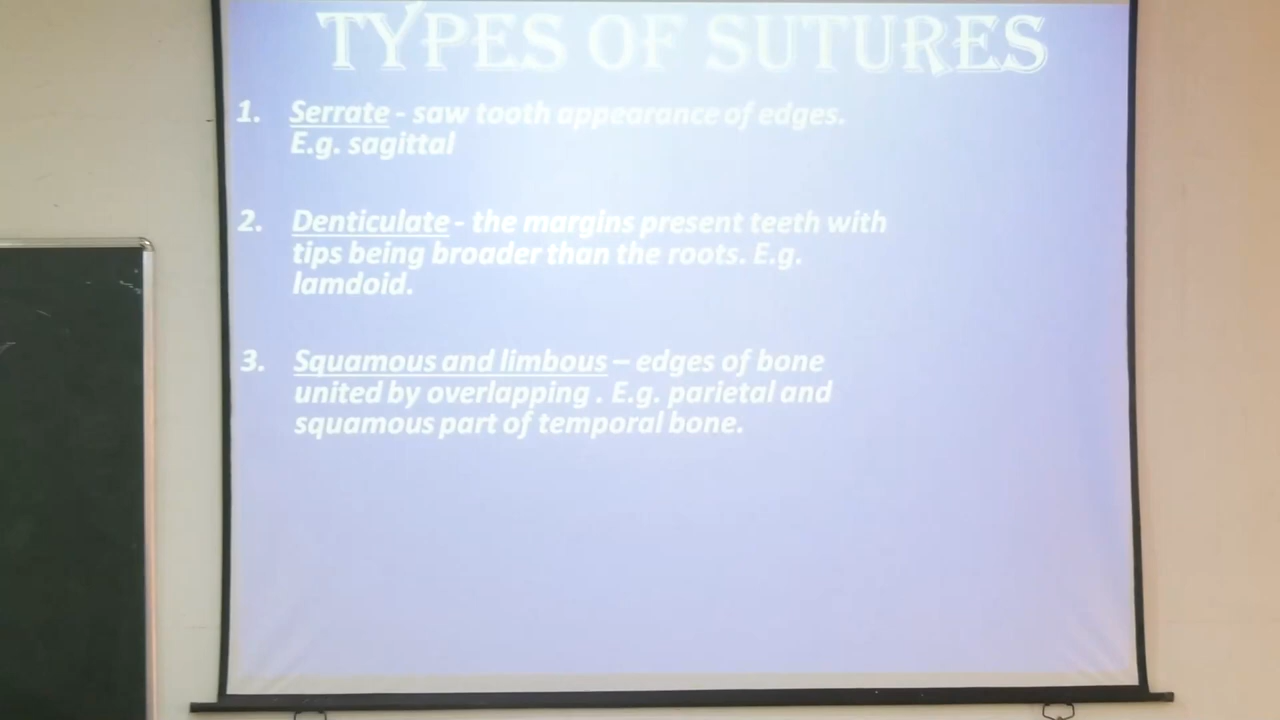 TYPES OF SUTURES
1. Serrate - saw tooth appearance of edges.
E.g. sagittal
2. Denticulate - the margins present teeth with
tips being broader than the roots. E.g.
lamdoid.
3. Squamous and limbous – edges of bone
united by overlapping . E.g. parietal and
squamous part of temporal bone.